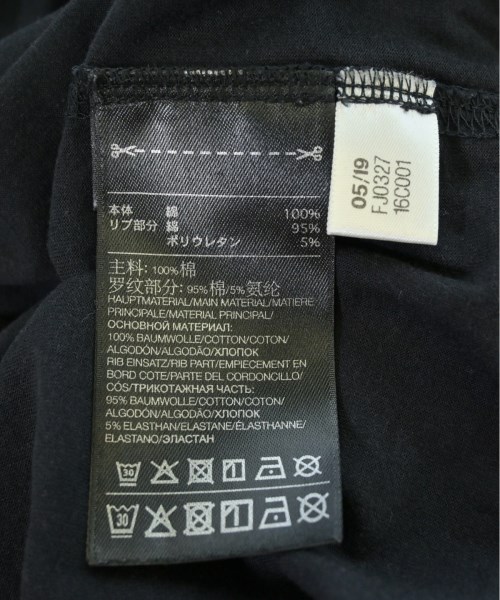 本体 綿 100%
リブ部分 綿 95%
ポリウレタン 5%
主料: 100%棉
罗纹部分: 95%棉/5%氨纶
HAUPTMATERIAL/MAIN MATERIAL/MATIERE
PRINCIPALE/MATERIAL PRINCIPAL/
ОСНОВНОЙ МАТЕРИАЛ:
100% BAUMWOLLE/COTTON/COTON/
ALGODÓN/ALGODÃO/ХЛОПОК
RIB EINSATZ/RIB PART/EMPIECEMENT EN
BORD COTE/PARTE DEL CORDONCILLO/
CÓS/ТРИКОТАЖНАЯ ЧАСТЬ:
95% BAUMWOLLE/COTTON/COTON/
ALGODÓN/ALGODÃO/ХЛОПОК
5% ELASTHAN/ELASTANE/ÉLASTHANNE/
ELASTANO/ЭЛАСТАН
30
30
05/19
FJ0327
16C001